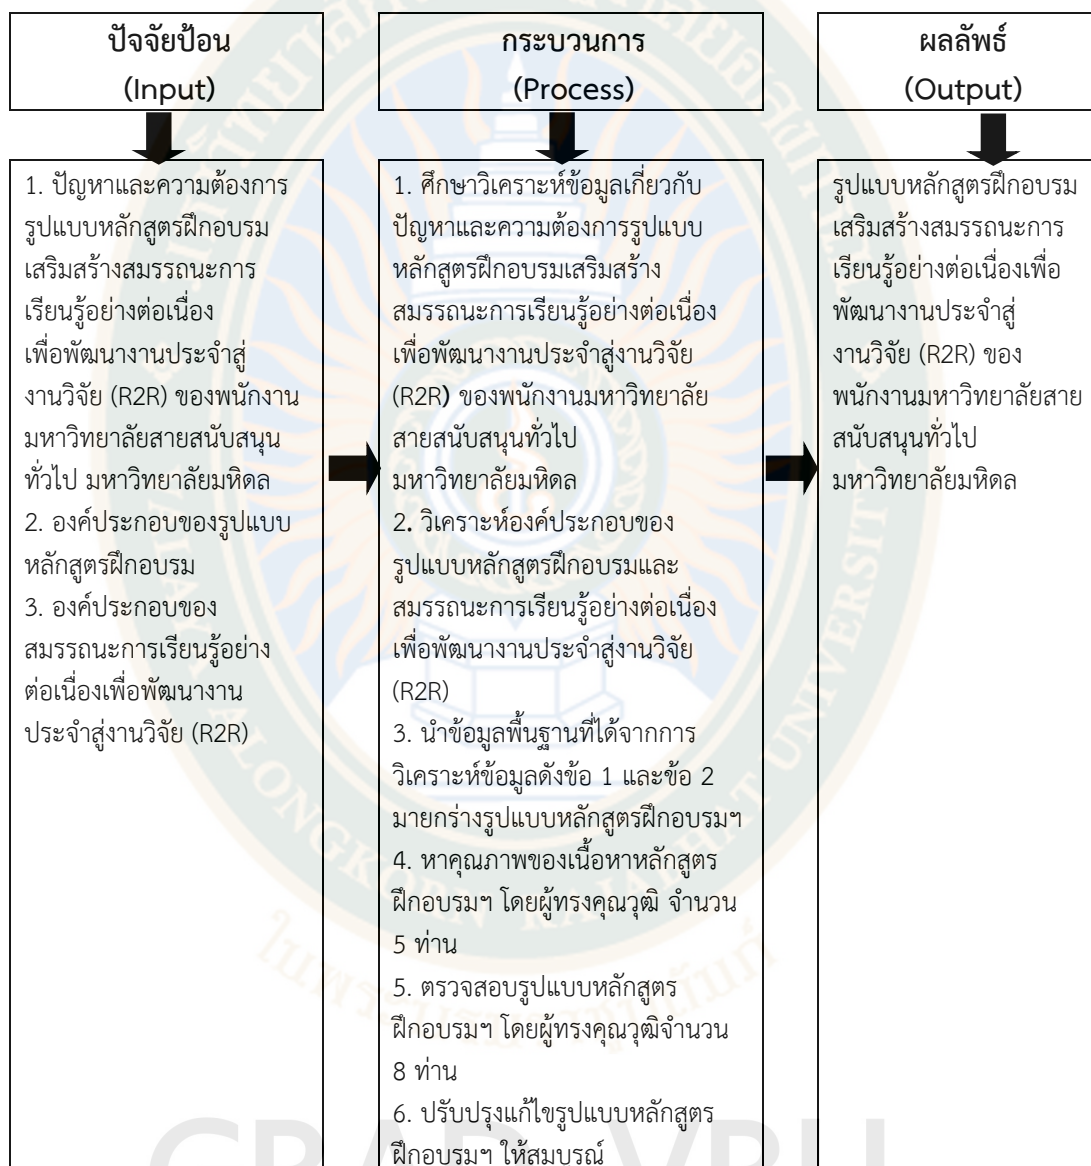 ปัจจัยป้อน
(Input)
กระบวนการ
(Process)
ผลลัพธ์
(Output)
1. ปัญหาและความต้องการ
รูปแบบหลักสูตรฝึกอบรม
เสริมสร้างสมรรถนะการ
เรียนรู้อย่างต่อเนื่อง
เพื่อพัฒนางานประจำสู่
งานวิจัย (R2R) ของพนักงาน
มหาวิทยาลัยสายสนับสนุน
ทั่วไป มหาวิทยาลัยมหิดล
2. องค์ประกอบของรูปแบบ
หลักสูตรฝึกอบรม
3. องค์ประกอบของ
สมรรถนะการเรียนรู้อย่าง
ต่อเนื่องเพื่อพัฒนางาน
ประจำสู่งานวิจัย (R2R)
1. ศึกษาวิเคราะห์ข้อมูลเกี่ยวกับ
ปัญหาและความต้องการรูปแบบ
หลักสูตรฝึกอบรมเสริมสร้าง
สมรรถนะการเรียนรู้อย่างต่อเนื่อง
เพื่อพัฒนางานประจำสู่งานวิจัย
(R2R) ของพนักงานมหาวิทยาลัย
สายสนับสนุนทั่วไป
มหาวิทยาลัยมหิดล
2. วิเคราะห์องค์ประกอบของ
รูปแบบหลักสูตรฝึกอบรมและ
สมรรถนะการเรียนรู้อย่างต่อเนื่อง
เพื่อพัฒนางานประจำสู่งานวิจัย
(R2R)
3. นำข้อมูลพื้นฐานที่ได้จากการ
วิเคราะห์ข้อมูลดังข้อ 1 และข้อ 2
มายกร่างรูปแบบหลักสูตรฝึกอบรมฯ
4. หาคุณภาพของเนื้อหาหลักสูตร
ฝึกอบรมฯ โดยผู้ทรงคุณวุฒิ จำนวน
5 ท่าน
5. ตรวจสอบรูปแบบหลักสูตร
ฝึกอบรมฯ โดยผู้ทรงคุณวุฒิจำนวน
8 ท่าน
6. ปรับปรุงแก้ไขรูปแบบหลักสูตร
ฝึกอบรมฯ ให้สมบูรณ์
รูปแบบหลักสูตรฝึกอบรม
เสริมสร้างสมรรถนะการ
เรียนรู้อย่างต่อเนื่องเพื่อ
พัฒนางานประจำสู่
งานวิจัย (R2R) ของ
พนักงานมหาวิทยาลัยสาย
สนับสนุนทั่วไป
มหาวิทยาลัยมหิดล